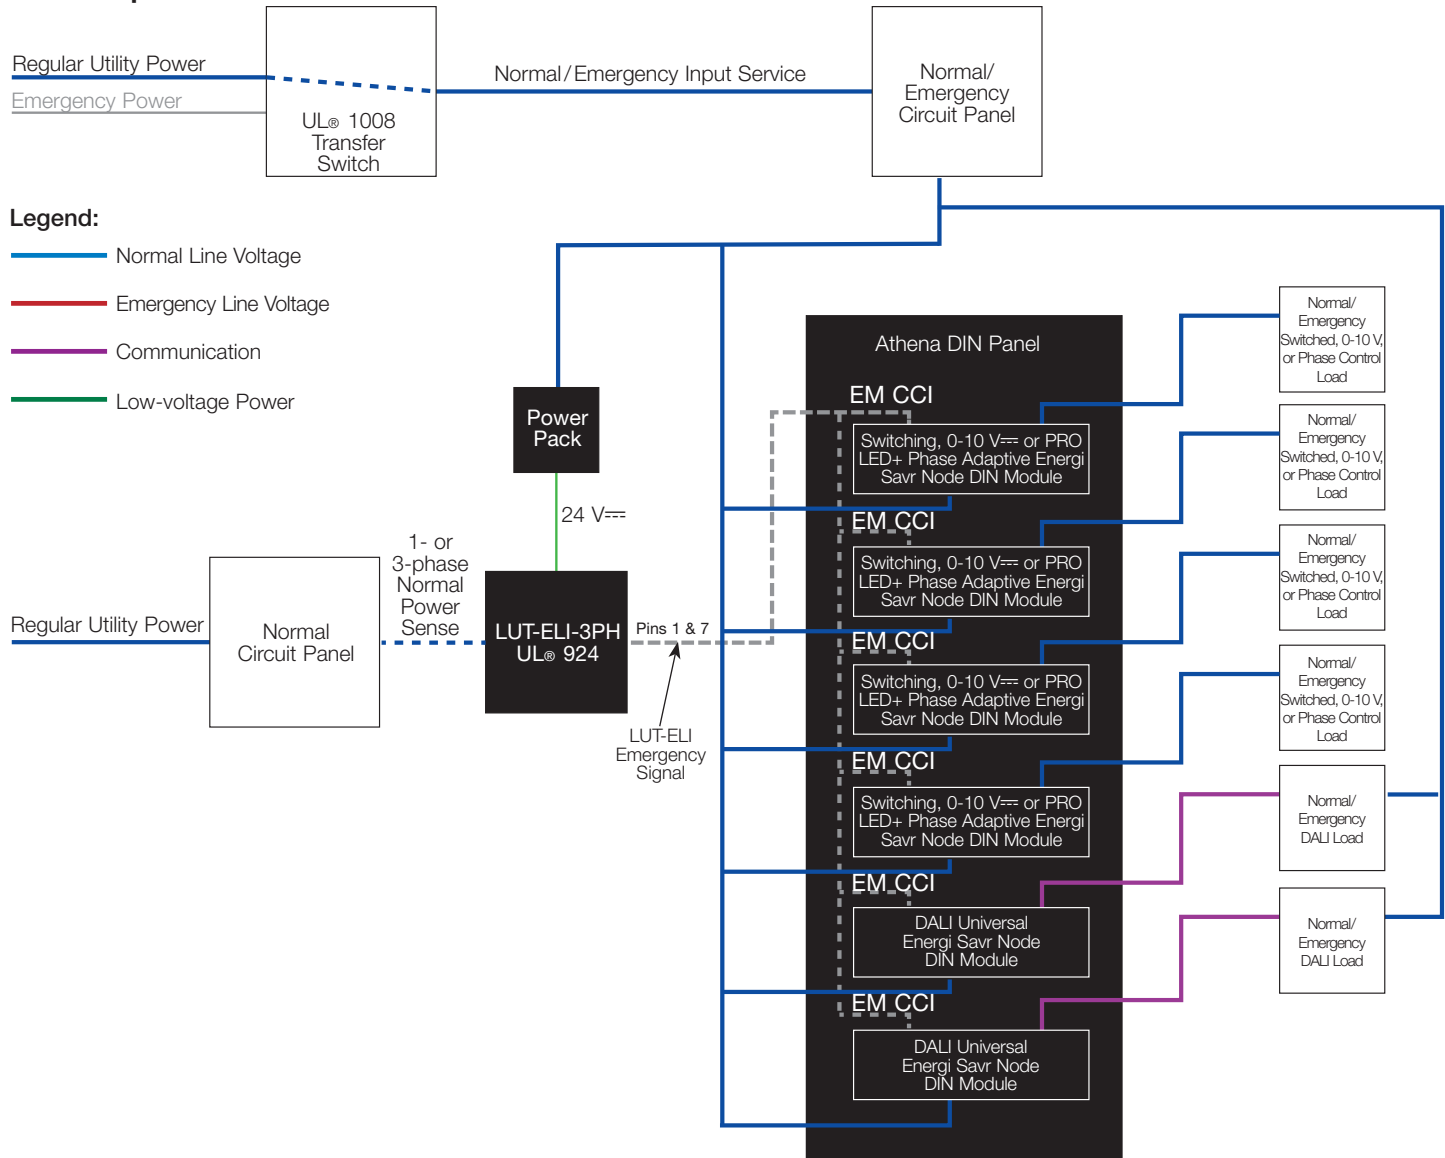 Regular Utility Power
Emergency Power
UL® 1008
Transfer
Switch
Normal/Emergency Input Service
Normal/
Emergency
Circuit Panel
Legend:
Normal Line Voltage
Emergency Line Voltage
Communication
Low-voltage Power
Power
Pack
24 V⎓
1- or
3-phase
Normal
Power
Sense
Regular Utility Power
Normal
Circuit Panel
LUT-ELI-3PH
UL® 924
Pins 1 & 7
LUT-ELI
Emergency
Signal
Athena DIN Panel
EM CCI
Switching, 0-10 V⎓ or PRO
LED+ Phase Adaptive Energi
Savr Node DIN Module
EM CCI
Switching, 0-10 V⎓ or PRO
LED+ Phase Adaptive Energi
Savr Node DIN Module
EM CCI
Switching, 0-10 V⎓ or PRO
LED+ Phase Adaptive Energi
Savr Node DIN Module
EM CCI
Switching, 0-10 V⎓ or PRO
LED+ Phase Adaptive Energi
Savr Node DIN Module
EM CCI
DALI Universal
Energi Savr Node
DIN Module
EM CCI
DALI Universal
Energi Savr Node
DIN Module
Normal/
Emergency
Switched, 0-10 V,
or Phase Control
Load
Normal/
Emergency
Switched, 0-10 V,
or Phase Control
Load
Normal/
Emergency
Switched, 0-10 V,
or Phase Control
Load
Normal/
Emergency
Switched, 0-10 V,
or Phase Control
Load
Normal/
Emergency
DALI Load
Normal/
Emergency
DALI Load